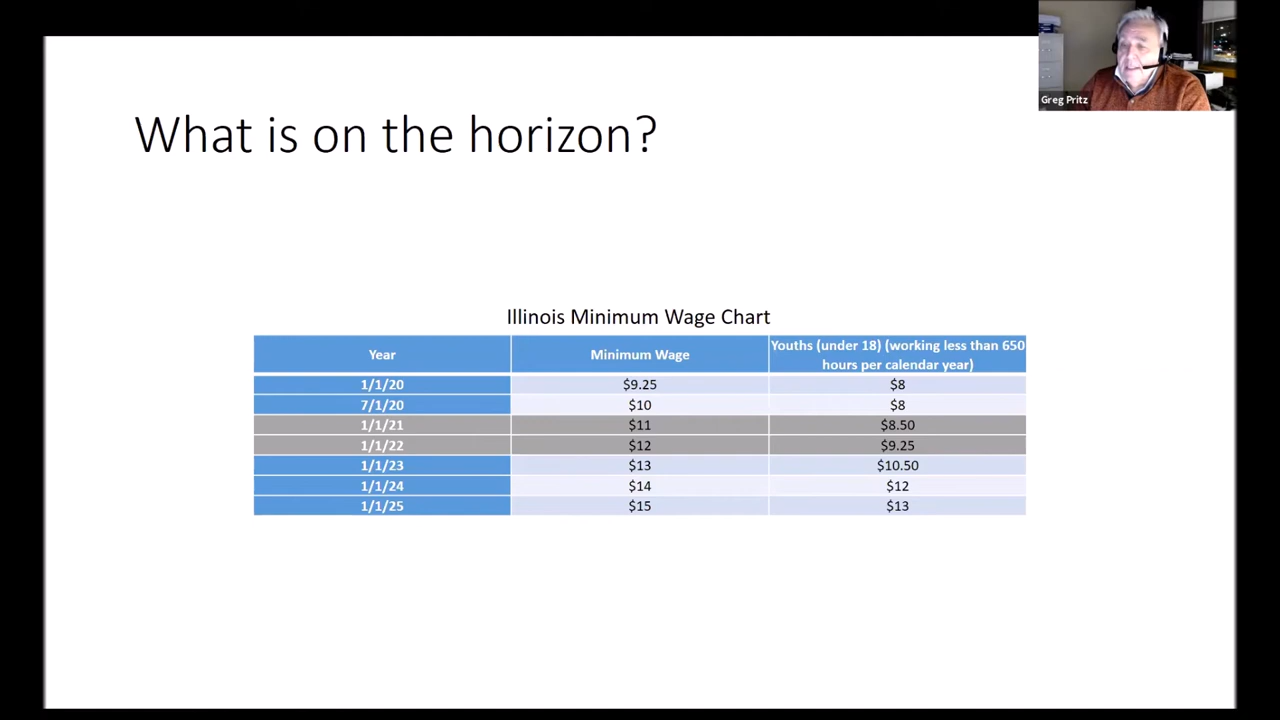 Greg Pritz
What is on the horizon?
Illinois Minimum Wage Chart
Year Minimum Wage Youths (under 18) (working less than 650
hours per calendar year)
1/1/20 $9.25 $8
7/1/20 $10 $8
1/1/21 $11 $8.50
1/1/22 $12 $9.25
1/1/23 $13 $10.50
1/1/24 $14 $12
1/1/25 $15 $13